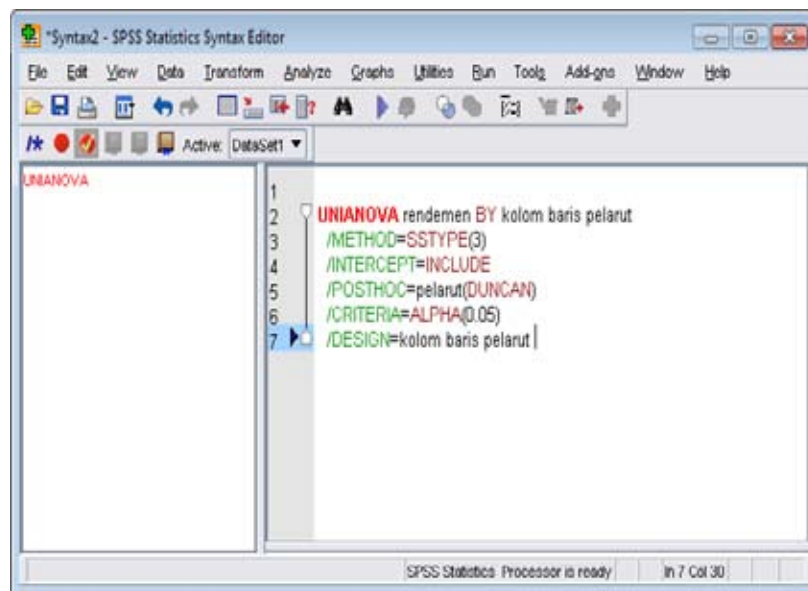 *Syntax2 - SPSS Statistics Syntax Editor
File Edit View Data Transform Analyze Graphs Utilities Run Tools Add-ons Window Help
Active: DataSet1
UNIANOVA
1
2 UNIANOVA rendemen BY kolom baris pelarut
3 /METHOD=SSTYPE(3)
4 /INTERCEPT=INCLUDE
5 /POSTHOC=pelarut(DUNCAN)
6 /CRITERIA=ALPHA(0.05)
7 /DESIGN=kolom baris pelarut
SPSS Statistics Processor is ready In 7 Col 30